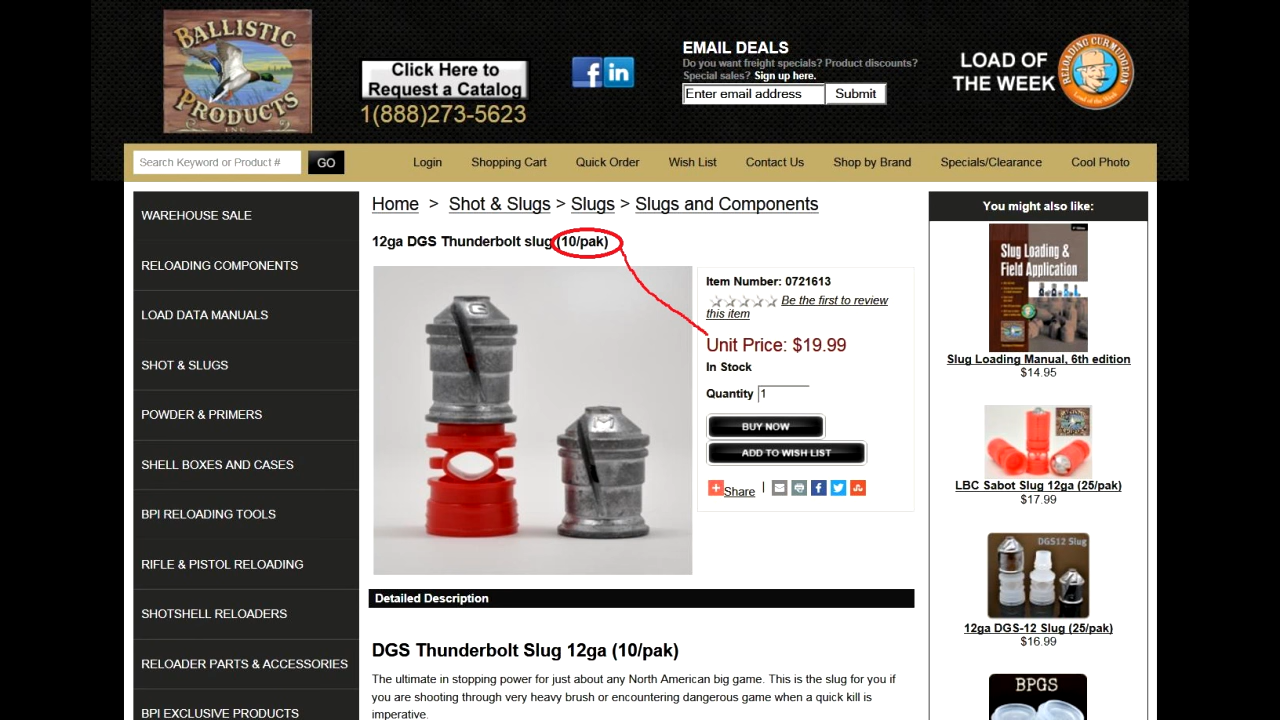 BALLISTIC
PRODUCTS
INC
Click Here to
Request a Catalog
1(888)273-5623
f in
EMAIL DEALS
Do you want freight specials? Product discounts?
Special sales? Sign up here.
Enter email address Submit
LOAD OF
THE WEEK
RELOADING CURMUDGEON
Load of the Week
Search Keyword or Product # GO
Login Shopping Cart Quick Order Wish List Contact Us Shop by Brand Specials/Clearance Cool Photo
WAREHOUSE SALE
RELOADING COMPONENTS
LOAD DATA MANUALS
SHOT & SLUGS
POWDER & PRIMERS
SHELL BOXES AND CASES
BPI RELOADING TOOLS
RIFLE & PISTOL RELOADING
SHOTSHELL RELOADERS
RELOADER PARTS & ACCESSORIES
BPI EXCLUSIVE PRODUCTS
Home > Shot & Slugs > Slugs > Slugs and Components
12ga DGS Thunderbolt slug (10/pak)
Item Number: 0721613
Be the first to review
this item
Unit Price: $19.99
In Stock
Quantity 1
BUY NOW
ADD TO WISH LIST
Share |
Detailed Description
DGS Thunderbolt Slug 12ga (10/pak)
The ultimate in stopping power for just about any North American big game. This is the slug for you if
you are shooting through very heavy brush or encountering dangerous game when a quick kill is
imperative.
You might also like:
Slug Loading &
Field Application
Slug Loading Manual, 6th edition
$14.95
LBC Sabot Slug 12ga (25/pak)
$17.99
DGS12 Slug
12ga DGS-12 Slug (25/pak)
$16.99
BPGS